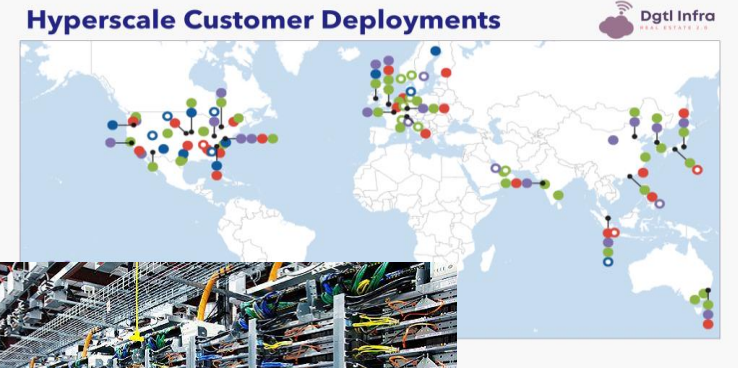 Hyperscale Customer Deployments
Dgtl Infra
REAL ESTATE 2.0